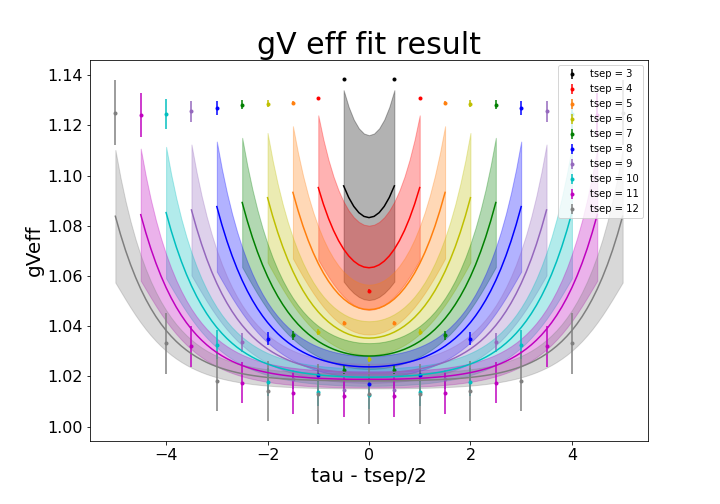 gV eff fit result
gVeff
1.14
1.12
1.10
1.08
1.06
1.04
1.02
1.00
−4
−2
0
2
4
tau - tsep/2
tsep = 3
tsep = 4
tsep = 5
tsep = 6
tsep = 7
tsep = 8
tsep = 9
tsep = 10
tsep = 11
tsep = 12